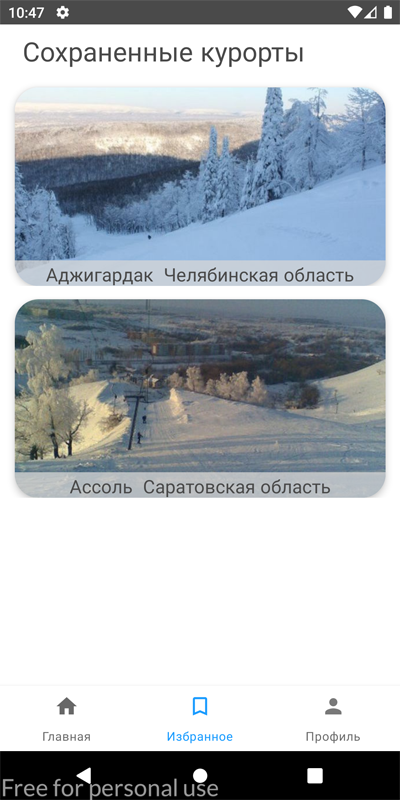 10:47
Сохраненные курорты
Аджигардак Челябинская область
Ассоль Саратовская область
Главная
Избранное
Профиль
Free for personal use